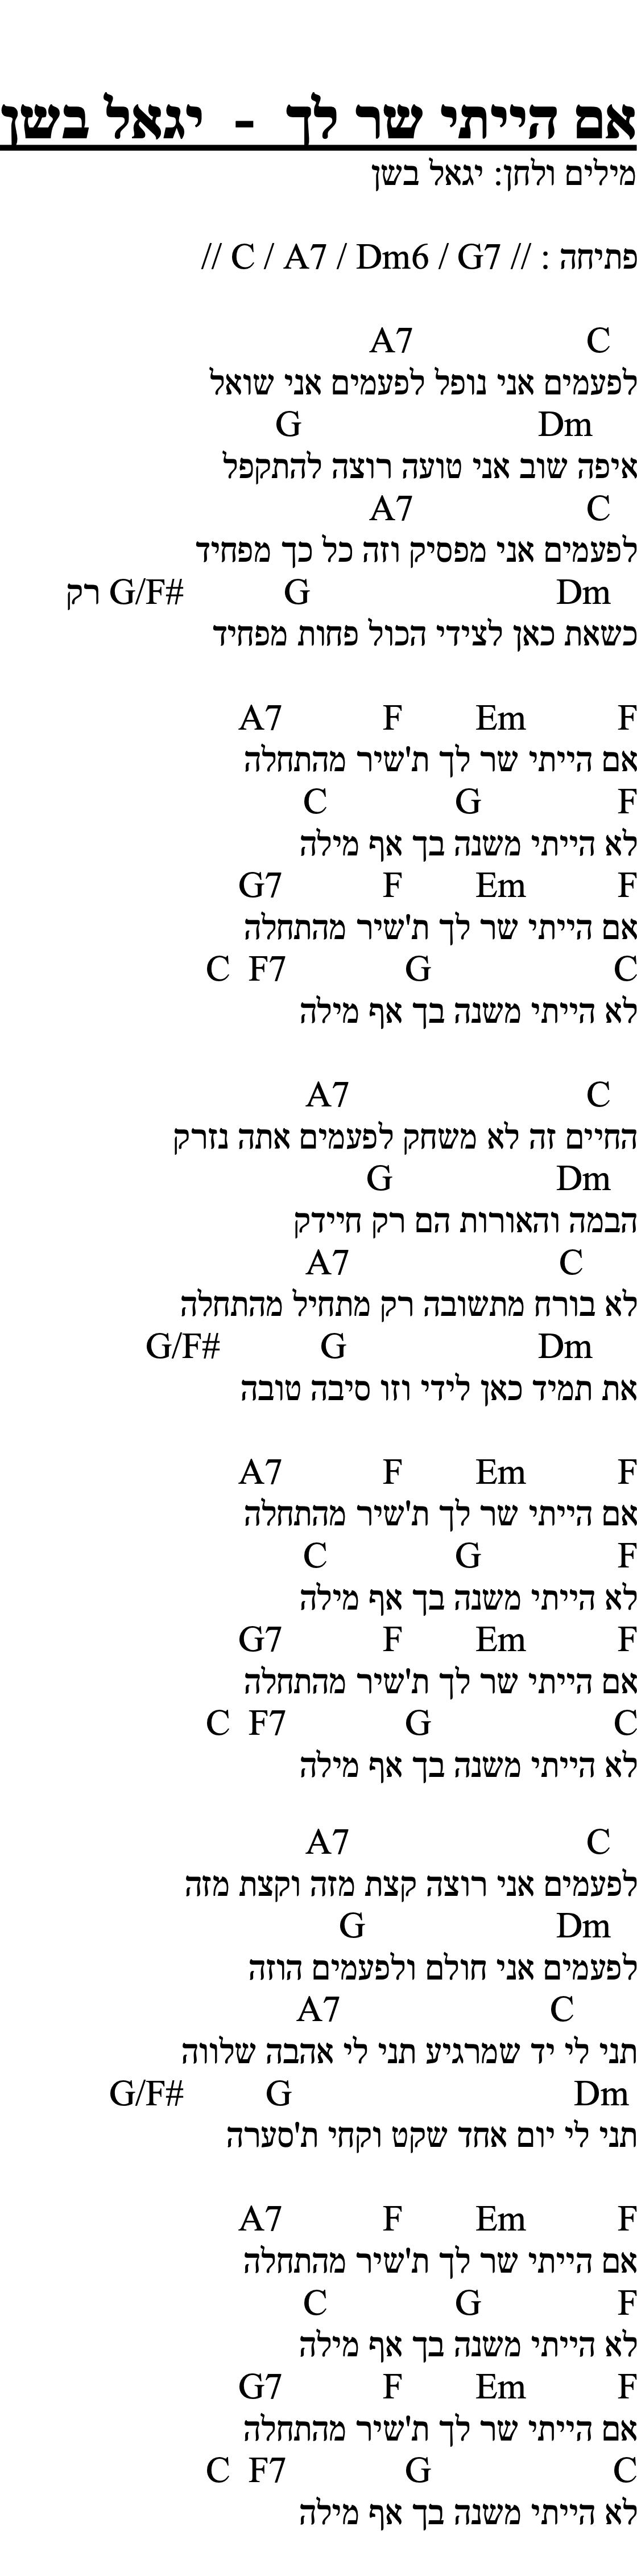 אם הייתי שר לך - יגאל בשן
מילים ולחן: יגאל בשן
פתיחה : // C / A7 / Dm6 / G7 //
C A7
לפעמים אני נופל לפעמים אני שואל
Dm G
איפה שוב אני טועה רוצה להתקפל
C A7
לפעמים אני מפסיק וזה כל כך מפחיד
Dm G G/F# רק
כשאת כאן לצידי הכול פחות מפחיד
F Em F A7
אם הייתי שר לך ת'שיר מהתחלה
F G C
לא הייתי משנה בך אף מילה
F Em F G7
אם הייתי שר לך ת'שיר מהתחלה
C G F7 C
לא הייתי משנה בך אף מילה
C A7
החיים זה לא משחק לפעמים אתה נזרק
Dm G
הבמה והאורות הם רק חיידק
C A7
לא בורח מתשובה רק מתחיל מהתחלה
Dm G G/F#
את תמיד כאן לידי וזו סיבה טובה
F Em F A7
אם הייתי שר לך ת'שיר מהתחלה
F G C
לא הייתי משנה בך אף מילה
F Em F G7
אם הייתי שר לך ת'שיר מהתחלה
C G F7 C
לא הייתי משנה בך אף מילה
C A7
לפעמים אני רוצה קצת מזה וקצת מזה
Dm G
לפעמים אני חולם ולפעמים הוזה
C A7
תני לי יד שמרגיע תני לי אהבה שלווה
Dm G G/F#
תני לי יום אחד שקט וקחי ת'סערה
F Em F A7
אם הייתי שר לך ת'שיר מהתחלה
F G C
לא הייתי משנה בך אף מילה
F Em F G7
אם הייתי שר לך ת'שיר מהתחלה
C G F7 C
לא הייתי משנה בך אף מילה